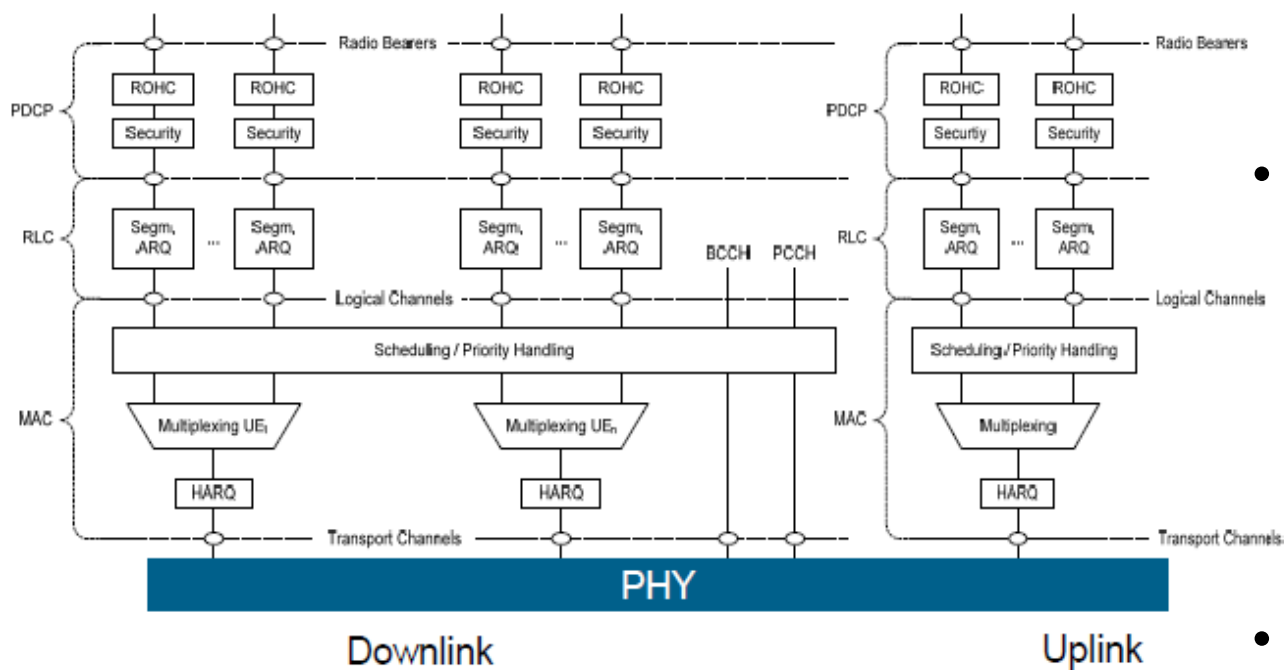 Radio Bearers
Radio Bearers
ROHC
ROHC
ROHC
ROHC
ROHC
ROHC
PDCP
PDCP
Security
Security
Security
Security
Securtiy
Security
Segm.
ARQ
...
Segm.
ARQ
Segm.
ARQ
...
Segm.
ARQ
Segm.
ARQ
...
Segm.
ARQ
RLC
RLC
BCCH
PCCH
Logical Channels
Logical Channels
Scheduling / Priority Handling
Scheduling / Priority Handling
MAC
MAC
Multiplexing UE1
Multiplexing UEn
Multiplexing
HARQ
HARQ
HARQ
Transport Channels
Transport Channels
PHY
Downlink
Uplink